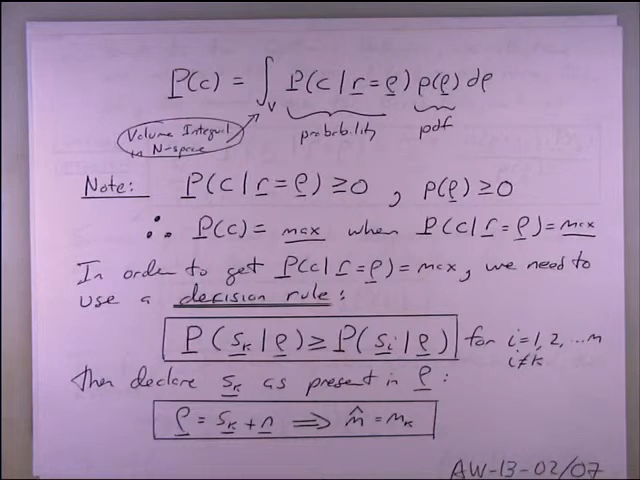 P(c) = ∫_V P(c | r = ρ) p(ρ) dρ
Volume Integral in N-space
probability
pdf
Note: P(c | r = ρ) ≥ 0 , p(ρ) ≥ 0
∴ P(c) = max when P(c | r = ρ) = max
In order to get P(c | r = ρ) = max, we need to
use a decision rule:
P(s_k | ρ) ≥ P(s_i | ρ) for i = 1, 2, ... m
i ≠ k
Then declare s_k as present in ρ :
ρ = s_k + n ⟹ m̂ = m_k
AW-13-02/07